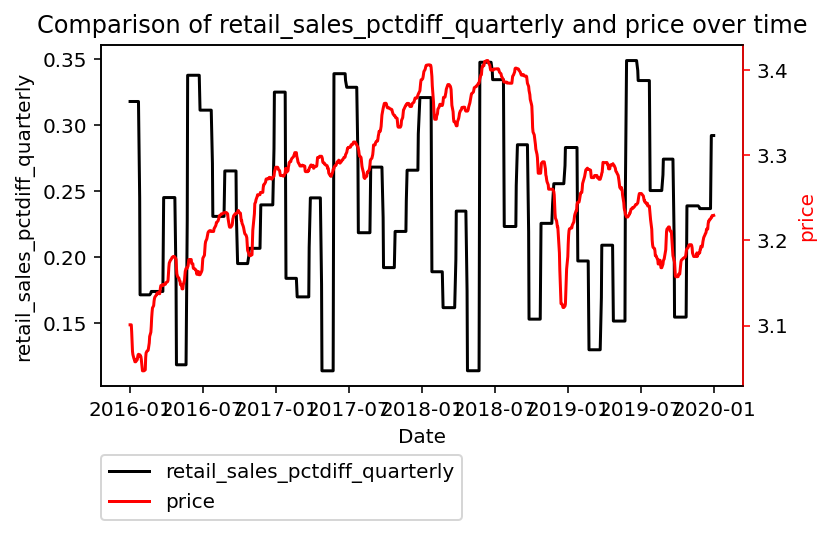 Comparison of retail_sales_pctdiff_quarterly and price over time
retail_sales_pctdiff_quarterly
0.35
0.30
0.25
0.20
0.15
3.4
3.3
3.2
3.1
price
2016-01 2016-07 2017-01 2017-07 2018-01 2018-07 2019-01 2019-07 2020-01
Date
retail_sales_pctdiff_quarterly
price